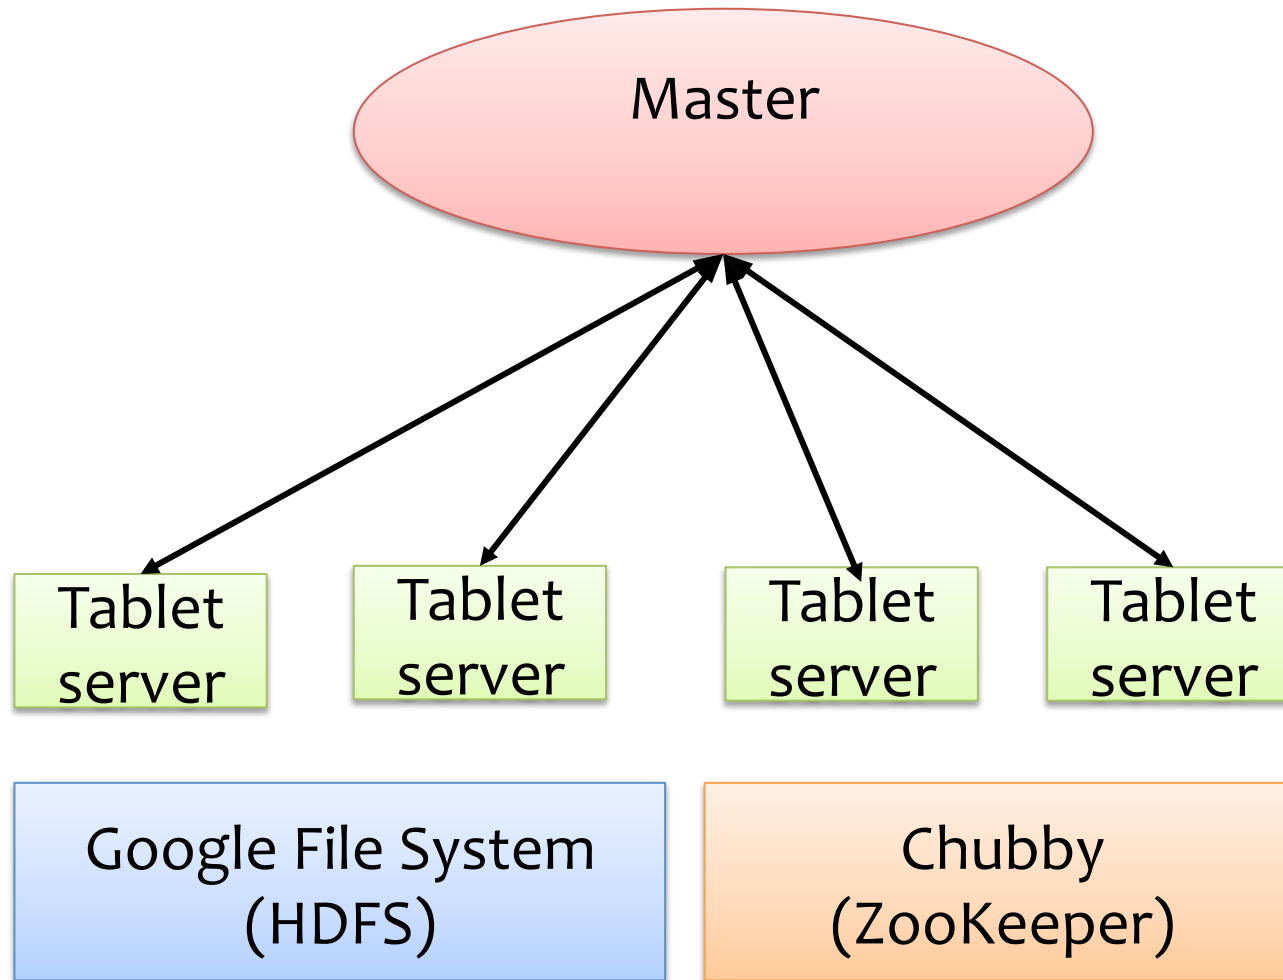 Master
Tablet
server
Tablet
server
Tablet
server
Tablet
server
Google File System
(HDFS)
Chubby
(ZooKeeper)